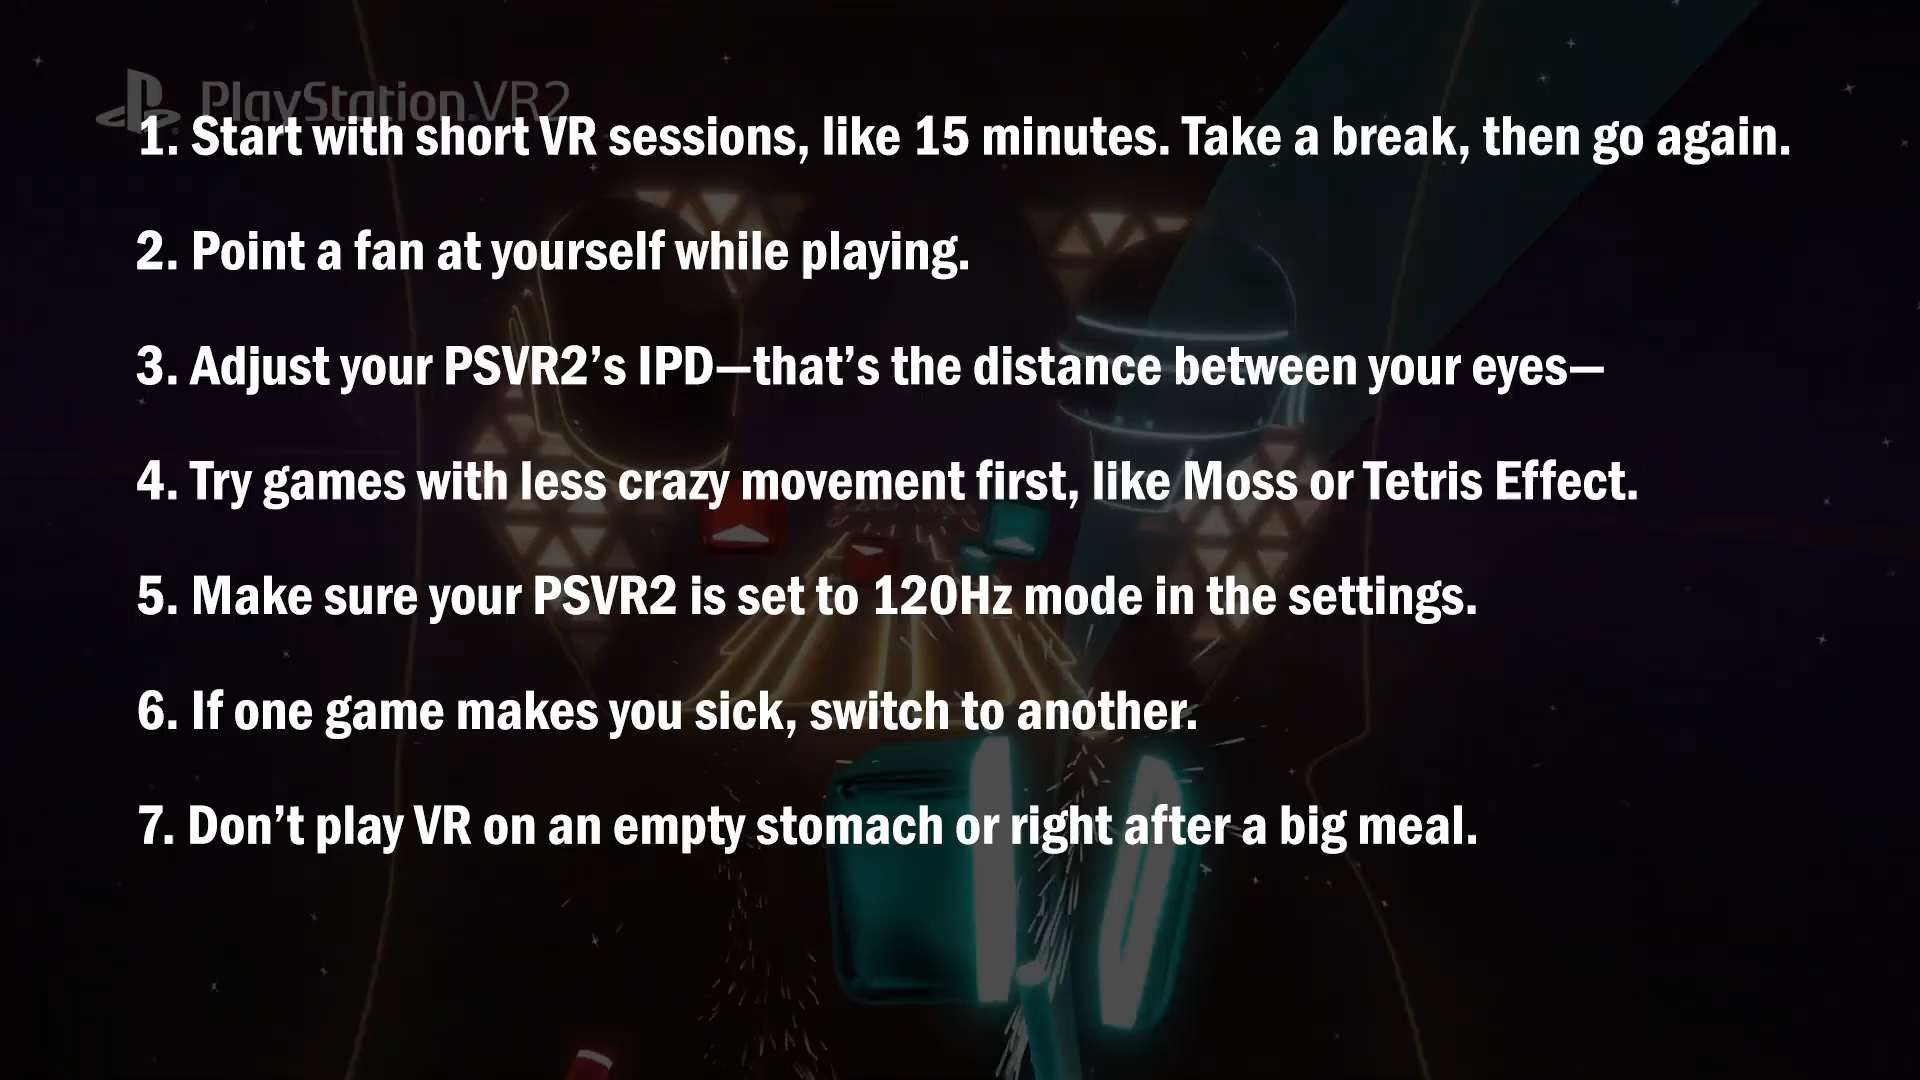 PlayStation.VR2
1. Start with short VR sessions, like 15 minutes. Take a break, then go again.
2. Point a fan at yourself while playing.
3. Adjust your PSVR2’s IPD—that’s the distance between your eyes—
4. Try games with less crazy movement first, like Moss or Tetris Effect.
5. Make sure your PSVR2 is set to 120Hz mode in the settings.
6. If one game makes you sick, switch to another.
7. Don’t play VR on an empty stomach or right after a big meal.